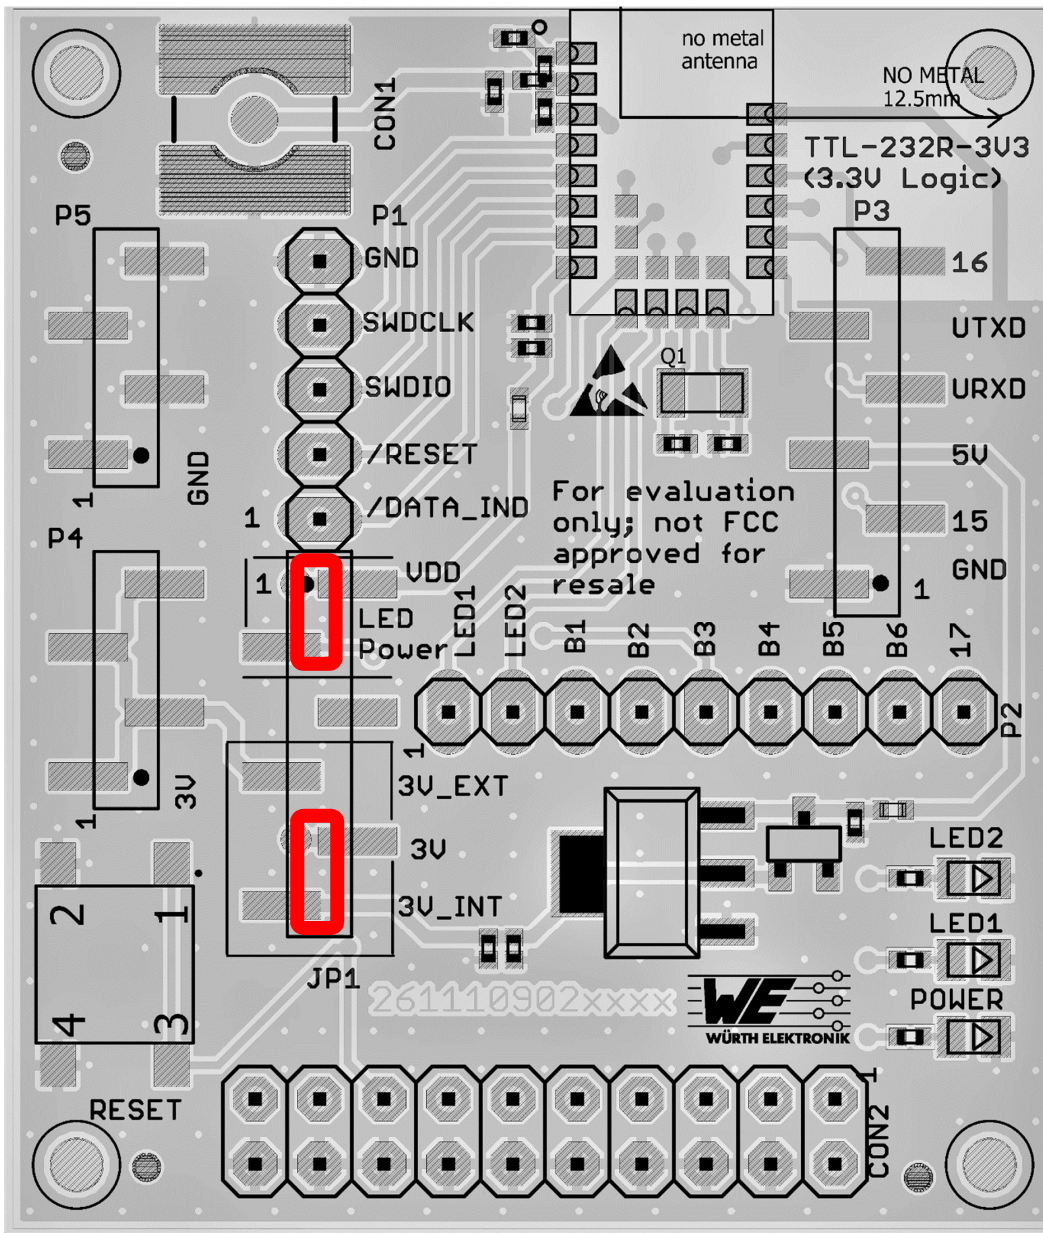 no metal
antenna
NO METAL
12.5mm
CON1
TTL-232R-3V3
(3.3V Logic)
P5
P1
P3
GND
16
SWDCLK
UTXD
Q1
SWDIO
URXD
/RESET
5V
GND
1
For evaluation
only; not FCC
approved for
resale
/DATA_IND
1
15
P4
VDD
1
GND
1
LED
Power
LED1
LED2
B1
B2
B3
B4
B5
B6
17
P2
1
3V_EXT
3V
1
3V
3V_INT
LED2
2
1
LED1
4
3
JP1
261110902xxxx
WE
WÜRTH ELEKTRONIK
POWER
RESET
1
CON2